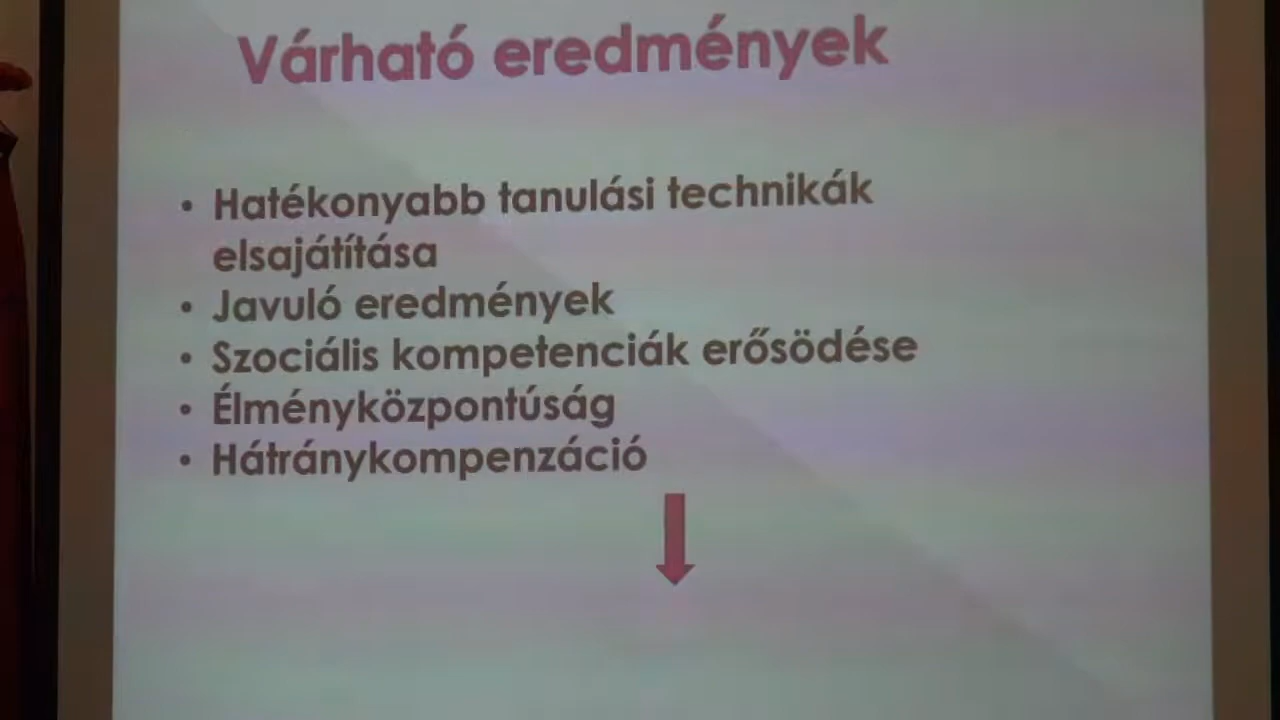 Várható eredmények
• Hatékonyabb tanulási technikák
elsajátítása
• Javuló eredmények
• Szociális kompetenciák erősödése
• Élményközpontúság
• Hátránykompenzáció